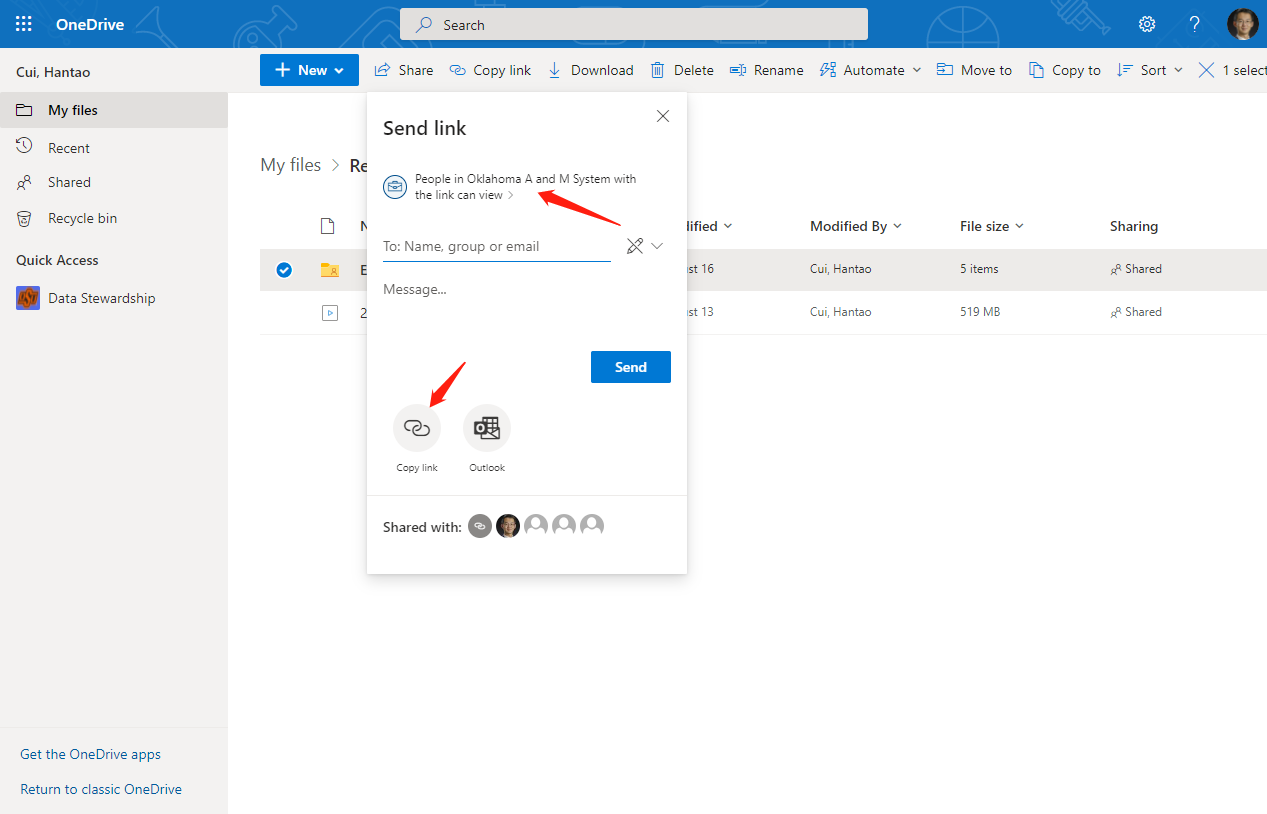 OneDrive
Search
Cui, Hantao
New
Share
Copy link
Download
Delete
Rename
Automate
Move to
Copy to
Sort
1 select
My files
Recent
Shared
Recycle bin
Quick Access
Data Stewardship
My files
Re
Send link
People in Oklahoma A and M System with
the link can view
To: Name, group or email
Message...
Send
Copy link
Outlook
Shared with:
Modified By
File size
Sharing
16
Cui, Hantao
5 items
Shared
13
Cui, Hantao
519 MB
Shared
Get the OneDrive apps
Return to classic OneDrive